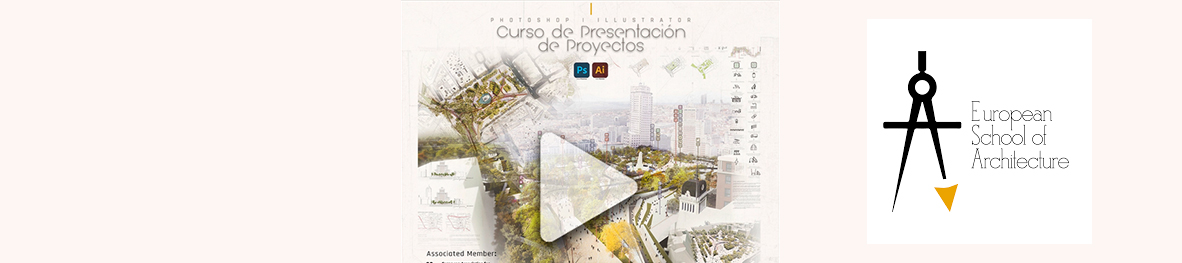 PHOTOSHOP | ILLUSTRATOR
Curso de Presentación
de Proyectos
Ps Ai
Associated Member:
European
School of
Architecture